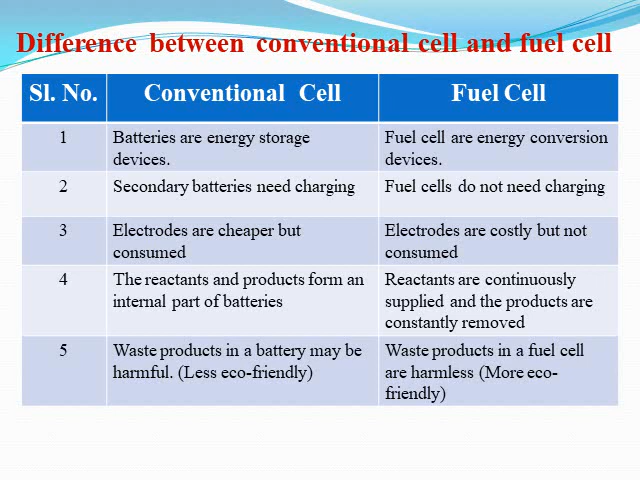 Difference between conventional cell and fuel cell
Sl. No. Conventional Cell Fuel Cell
1 Batteries are energy storage Fuel cell are energy conversion
devices. devices.
2 Secondary batteries need charging Fuel cells do not need charging
3 Electrodes are cheaper but Electrodes are costly but not
consumed consumed
4 The reactants and products form an Reactants are continuously
internal part of batteries supplied and the products are
constantly removed
5 Waste products in a battery may be Waste products in a fuel cell
harmful. (Less eco-friendly) are harmless (More eco-
friendly)